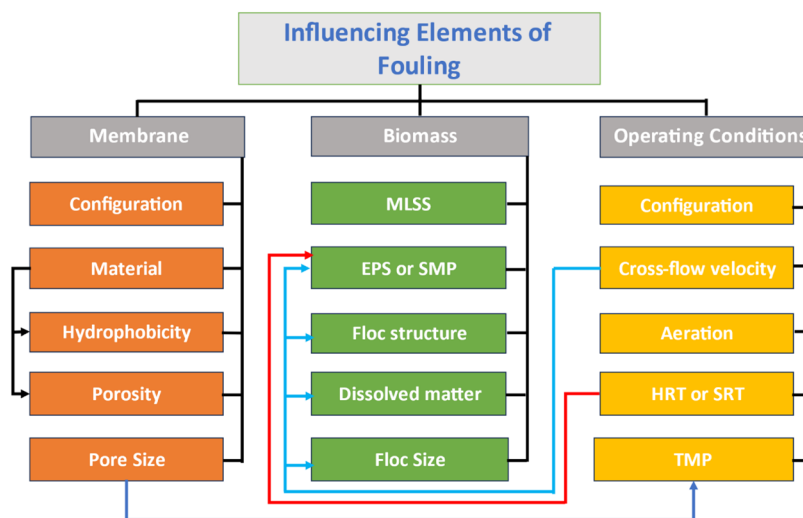 Influencing Elements of
Fouling
Membrane
Biomass
Operating Conditions
Configuration
MLSS
Configuration
Material
EPS or SMP
Cross-flow velocity
Hydrophobicity
Floc structure
Aeration
Porosity
Dissolved matter
HRT or SRT
Pore Size
Floc Size
TMP